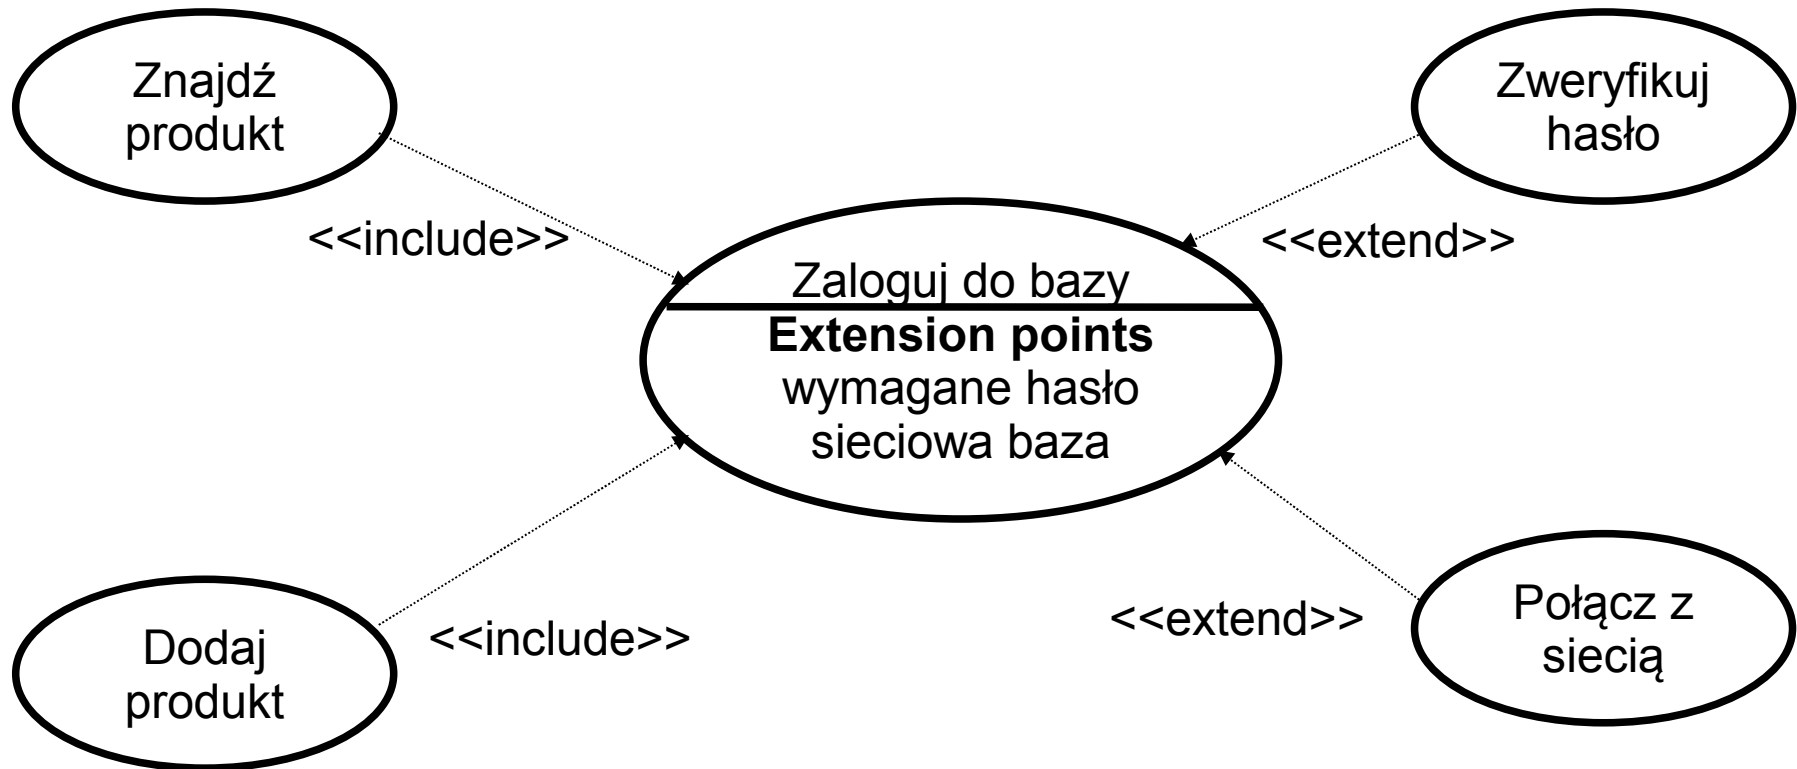 Znajdź
produkt
Zweryfikuj
hasło
<<include>>
<<extend>>
Zaloguj do bazy
Extension points
wymagane hasło
sieciowa baza
Dodaj
produkt
<<include>>
<<extend>>
Połącz z
siecią